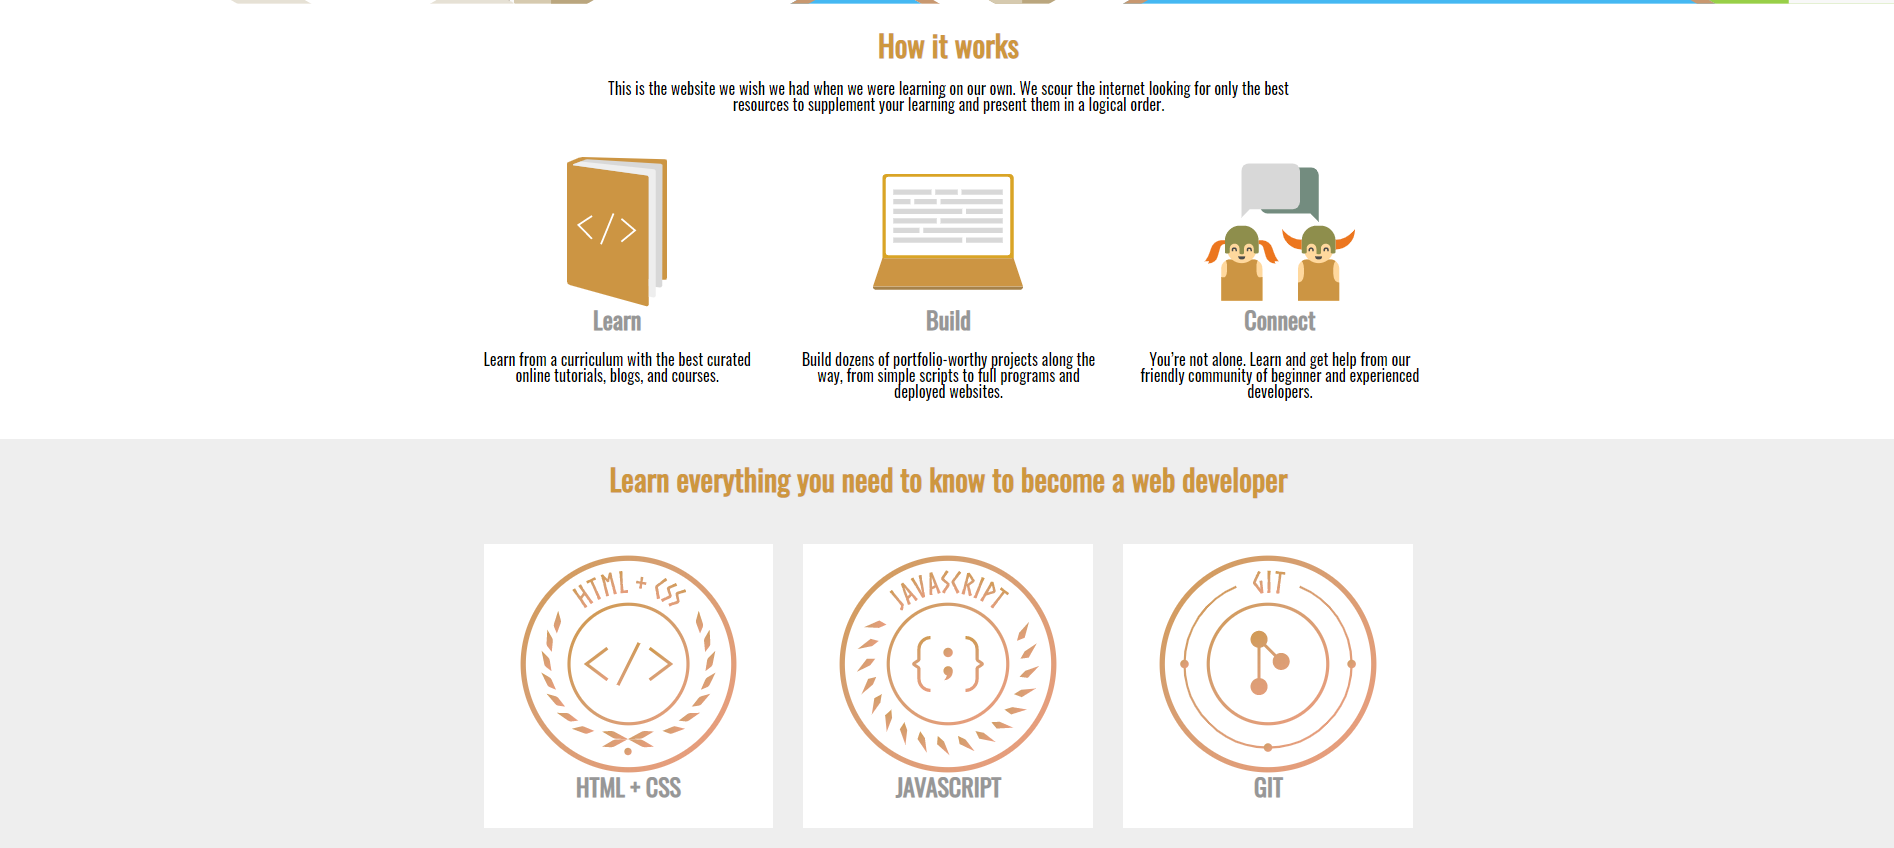 How it works
This is the website we wish we had when we were learning on our own. We scour the internet looking for only the best
resources to supplement your learning and present them in a logical order.
</>
Learn
Learn from a curriculum with the best curated
online tutorials, blogs, and courses.
Build
Build dozens of portfolio-worthy projects along the
way, from simple scripts to full programs and
deployed websites.
Connect
You're not alone. Learn and get help from our
friendly community of beginner and experienced
developers.
Learn everything you need to know to become a web developer
HTML + CSS
</>
HTML + CSS
JAVASCRIPT
{;}
JAVASCRIPT
GIT
GIT